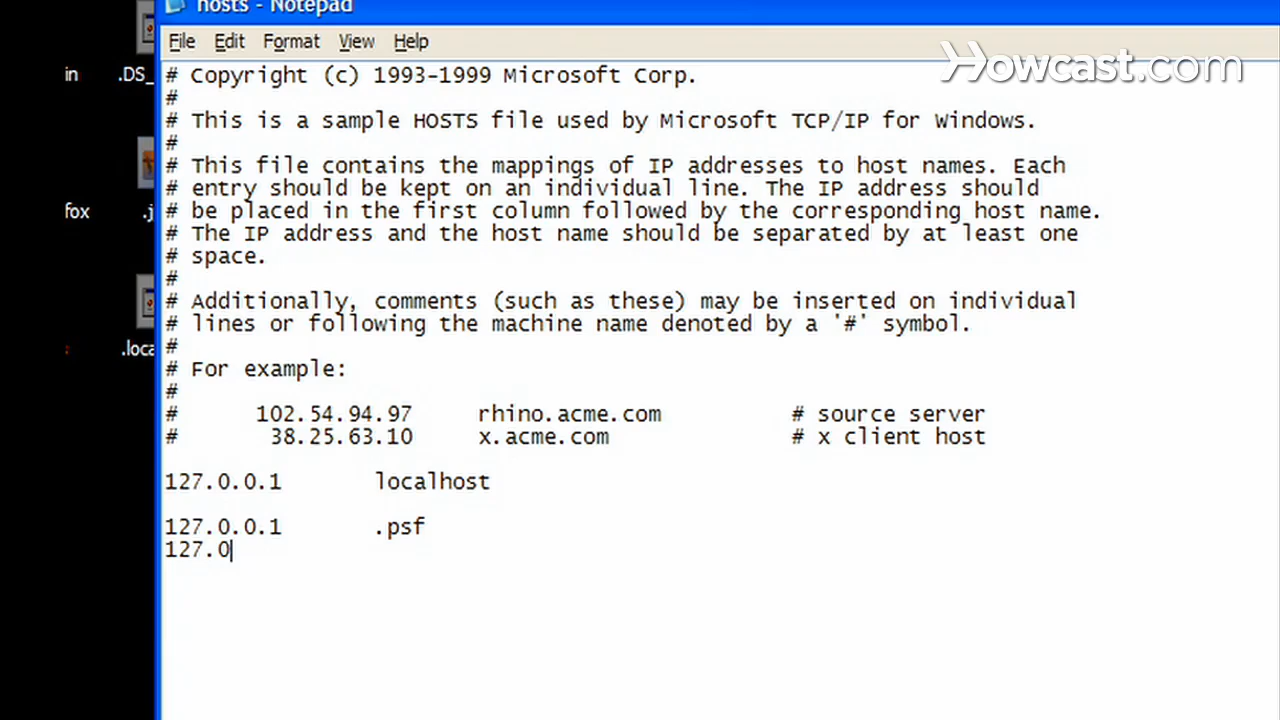 hosts - Notepad
File Edit Format View Help
Howcast.com
in .DS_
fox .j
.loca
# Copyright (c) 1993-1999 Microsoft Corp.
#
# This is a sample HOSTS file used by Microsoft TCP/IP for Windows.
#
# This file contains the mappings of IP addresses to host names. Each
# entry should be kept on an individual line. The IP address should
# be placed in the first column followed by the corresponding host name.
# The IP address and the host name should be separated by at least one
# space.
#
# Additionally, comments (such as these) may be inserted on individual
# lines or following the machine name denoted by a '#' symbol.
#
# For example:
#
# 102.54.94.97 rhino.acme.com # source server
# 38.25.63.10 x.acme.com # x client host
127.0.0.1 localhost
127.0.0.1 .psf
127.0